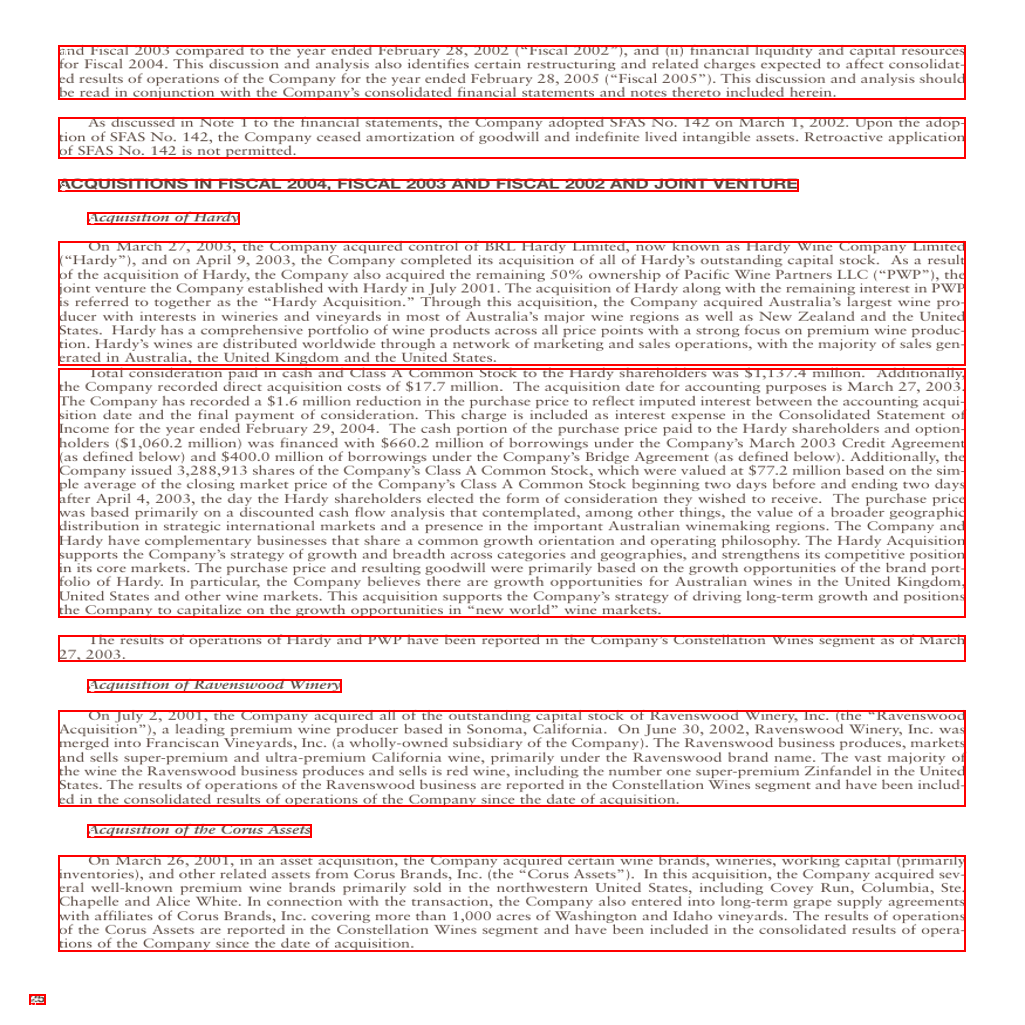 and Fiscal 2003 compared to the year ended February 28, 2002 (“Fiscal 2002”), and (ii) financial liquidity and capital resources
for Fiscal 2004. This discussion and analysis also identifies certain restructuring and related charges expected to affect consolidat-
ed results of operations of the Company for the year ended February 28, 2005 (“Fiscal 2005”). This discussion and analysis should
be read in conjunction with the Company’s consolidated financial statements and notes thereto included herein.
As discussed in Note 1 to the financial statements, the Company adopted SFAS No. 142 on March 1, 2002. Upon the adop-
tion of SFAS No. 142, the Company ceased amortization of goodwill and indefinite lived intangible assets. Retroactive application
of SFAS No. 142 is not permitted.
ACQUISITIONS IN FISCAL 2004, FISCAL 2003 AND FISCAL 2002 AND JOINT VENTURE
Acquisition of Hardy
On March 27, 2003, the Company acquired control of BRL Hardy Limited, now known as Hardy Wine Company Limited
(“Hardy”), and on April 9, 2003, the Company completed its acquisition of all of Hardy’s outstanding capital stock. As a result
of the acquisition of Hardy, the Company also acquired the remaining 50% ownership of Pacific Wine Partners LLC (“PWP”), the
joint venture the Company established with Hardy in July 2001. The acquisition of Hardy along with the remaining interest in PWP
is referred to together as the “Hardy Acquisition.” Through this acquisition, the Company acquired Australia’s largest wine pro-
ducer with interests in wineries and vineyards in most of Australia’s major wine regions as well as New Zealand and the United
States. Hardy has a comprehensive portfolio of wine products across all price points with a strong focus on premium wine produc-
tion. Hardy’s wines are distributed worldwide through a network of marketing and sales operations, with the majority of sales gen-
erated in Australia, the United Kingdom and the United States.
Total consideration paid in cash and Class A Common Stock to the Hardy shareholders was $1,137.4 million. Additionally,
the Company recorded direct acquisition costs of $17.7 million. The acquisition date for accounting purposes is March 27, 2003.
The Company has recorded a $1.6 million reduction in the purchase price to reflect imputed interest between the accounting acqui-
sition date and the final payment of consideration. This charge is included as interest expense in the Consolidated Statement of
Income for the year ended February 29, 2004. The cash portion of the purchase price paid to the Hardy shareholders and option-
holders ($1,060.2 million) was financed with $660.2 million of borrowings under the Company’s March 2003 Credit Agreement
(as defined below) and $400.0 million of borrowings under the Company’s Bridge Agreement (as defined below). Additionally, the
Company issued 3,288,913 shares of the Company’s Class A Common Stock, which were valued at $77.2 million based on the sim-
ple average of the closing market price of the Company’s Class A Common Stock beginning two days before and ending two days
after April 4, 2003, the day the Hardy shareholders elected the form of consideration they wished to receive. The purchase price
was based primarily on a discounted cash flow analysis that contemplated, among other things, the value of a broader geographic
distribution in strategic international markets and a presence in the important Australian winemaking regions. The Company and
Hardy have complementary businesses that share a common growth orientation and operating philosophy. The Hardy Acquisition
supports the Company’s strategy of growth and breadth across categories and geographies, and strengthens its competitive position
in its core markets. The purchase price and resulting goodwill were primarily based on the growth opportunities of the brand port-
folio of Hardy. In particular, the Company believes there are growth opportunities for Australian wines in the United Kingdom,
United States and other wine markets. This acquisition supports the Company’s strategy of driving long-term growth and positions
the Company to capitalize on the growth opportunities in “new world” wine markets.
The results of operations of Hardy and PWP have been reported in the Company’s Constellation Wines segment as of March
27, 2003.
Acquisition of Ravenswood Winery
On July 2, 2001, the Company acquired all of the outstanding capital stock of Ravenswood Winery, Inc. (the “Ravenswood
Acquisition”), a leading premium wine producer based in Sonoma, California. On June 30, 2002, Ravenswood Winery, Inc. was
merged into Franciscan Vineyards, Inc. (a wholly-owned subsidiary of the Company). The Ravenswood business produces, markets
and sells super-premium and ultra-premium California wine, primarily under the Ravenswood brand name. The vast majority of
the wine the Ravenswood business produces and sells is red wine, including the number one super-premium Zinfandel in the United
States. The results of operations of the Ravenswood business are reported in the Constellation Wines segment and have been includ-
ed in the consolidated results of operations of the Company since the date of acquisition.
Acquisition of the Corus Assets
On March 26, 2001, in an asset acquisition, the Company acquired certain wine brands, wineries, working capital (primarily
inventories), and other related assets from Corus Brands, Inc. (the “Corus Assets”). In this acquisition, the Company acquired sev-
eral well-known premium wine brands primarily sold in the northwestern United States, including Covey Run, Columbia, Ste.
Chapelle and Alice White. In connection with the transaction, the Company also entered into long-term grape supply agreements
with affiliates of Corus Brands, Inc. covering more than 1,000 acres of Washington and Idaho vineyards. The results of operations
of the Corus Assets are reported in the Constellation Wines segment and have been included in the consolidated results of opera-
tions of the Company since the date of acquisition.